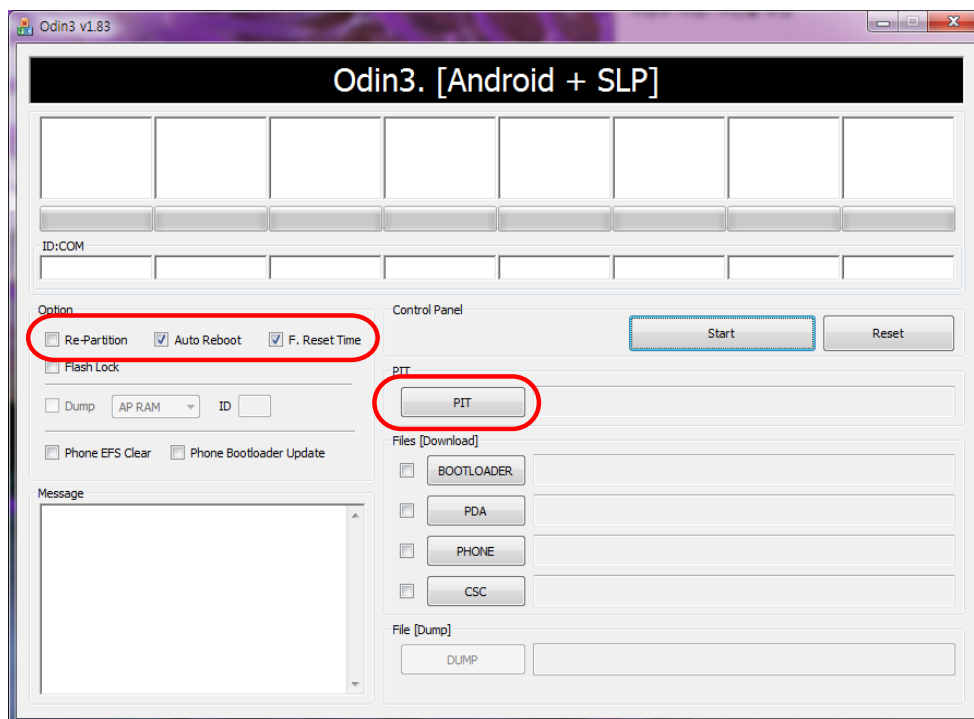 Odin3 v1.83
Odin3. [Android + SLP]
ID:COM
Option
Re-Partition Auto Reboot F. Reset Time
Flash Lock
Dump AP RAM ID
Phone EFS Clear Phone Bootloader Update
Message
Control Panel
Start Reset
PIT
PIT
Files [Download]
BOOTLOADER
PDA
PHONE
CSC
File [Dump]
DUMP